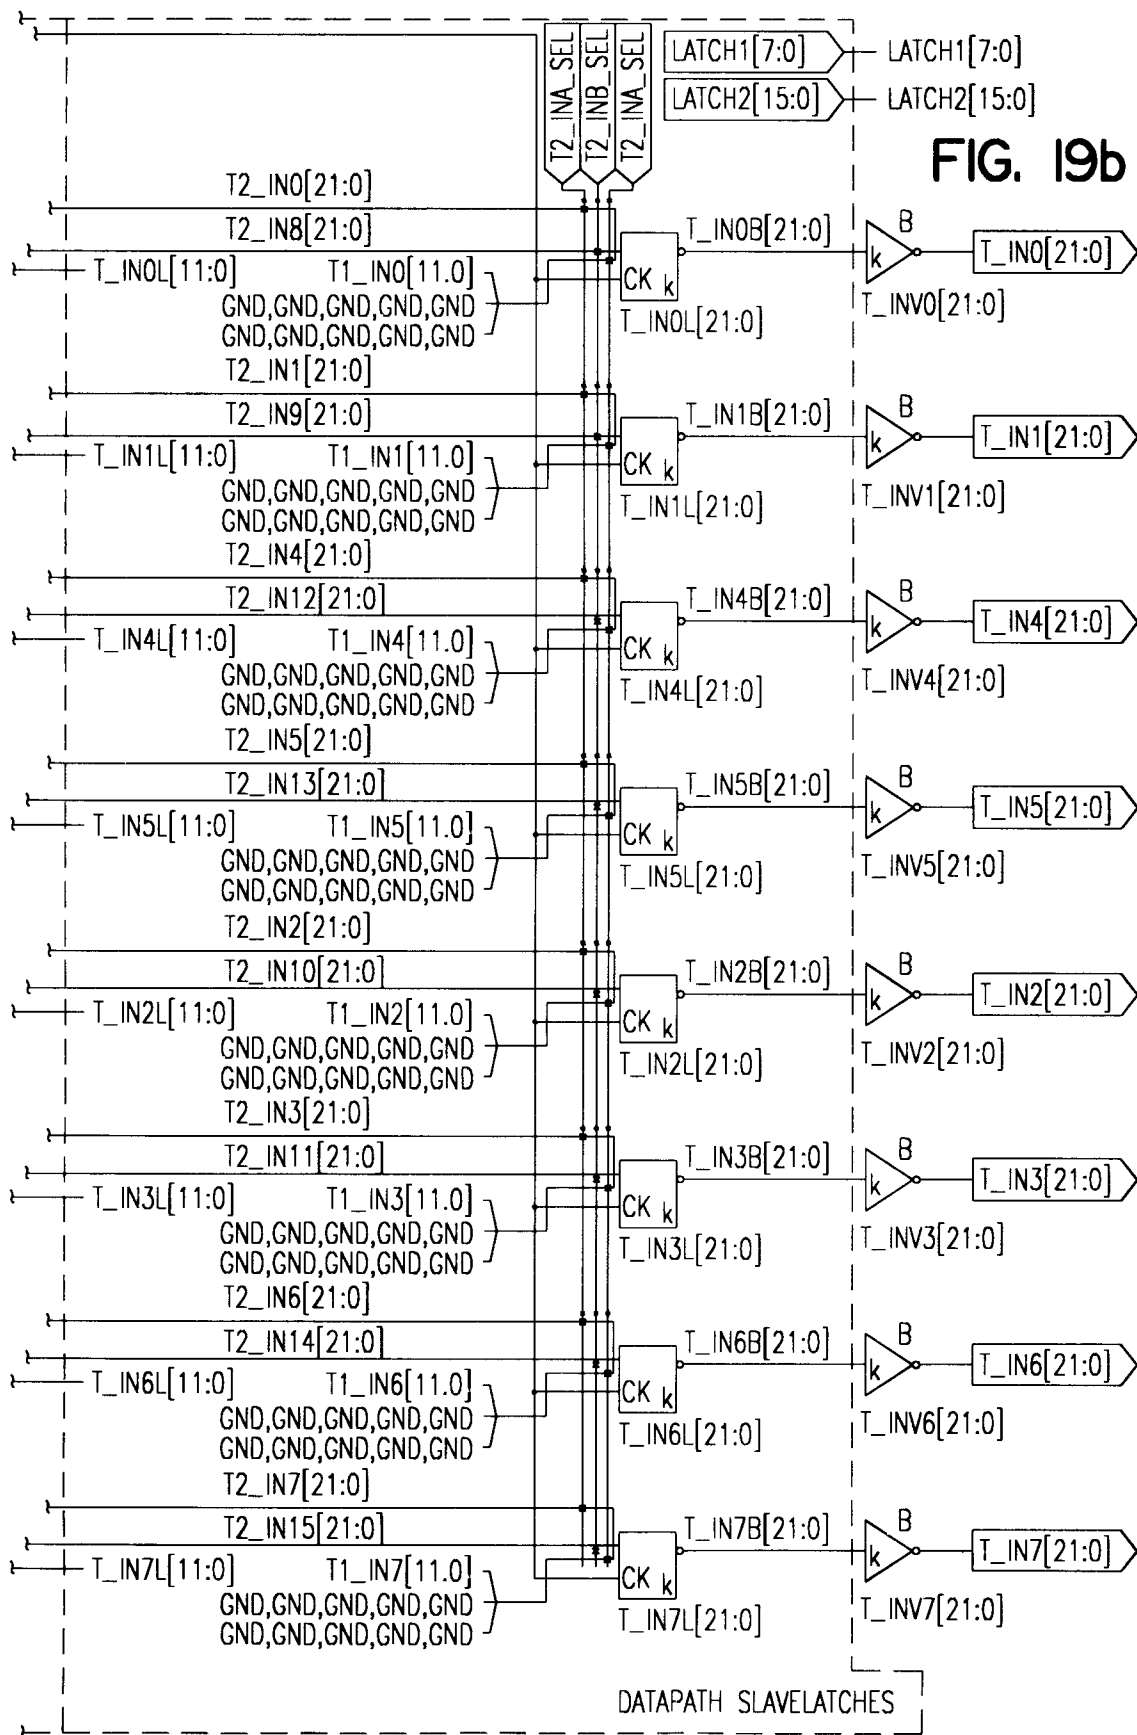 T2_INA_SEL
T2_INB_SEL
T2_INA_SEL
LATCH1[7:0] LATCH1[7:0]
LATCH2[15:0] LATCH2[15:0]
FIG. 19b
T2_IN0[21:0]
T2_IN8[21:0] T_IN0B[21:0] B
k T_IN0[21:0]
T_IN0L[11:0] T1_IN0[11.0] CK k
GND,GND,GND,GND,GND T_IN0L[21:0] T_INV0[21:0]
GND,GND,GND,GND,GND
T2_IN1[21:0]
T2_IN9[21:0] T_IN1B[21:0] B
k T_IN1[21:0]
T_IN1L[11:0] T1_IN1[11.0] CK k
GND,GND,GND,GND,GND T_IN1L[21:0] T_INV1[21:0]
GND,GND,GND,GND,GND
T2_IN4[21:0]
T2_IN12[21:0] T_IN4B[21:0] B
k T_IN4[21:0]
T_IN4L[11:0] T1_IN4[11.0] CK k
GND,GND,GND,GND,GND T_IN4L[21:0] T_INV4[21:0]
GND,GND,GND,GND,GND
T2_IN5[21:0]
T2_IN13[21:0] T_IN5B[21:0] B
k T_IN5[21:0]
T_IN5L[11:0] T1_IN5[11.0] CK k
GND,GND,GND,GND,GND T_IN5L[21:0] T_INV5[21:0]
GND,GND,GND,GND,GND
T2_IN2[21:0]
T2_IN10[21:0] T_IN2B[21:0] B
k T_IN2[21:0]
T_IN2L[11:0] T1_IN2[11.0] CK k
GND,GND,GND,GND,GND T_IN2L[21:0] T_INV2[21:0]
GND,GND,GND,GND,GND
T2_IN3[21:0]
T2_IN11[21:0] T_IN3B[21:0] B
k T_IN3[21:0]
T_IN3L[11:0] T1_IN3[11.0] CK k
GND,GND,GND,GND,GND T_IN3L[21:0] T_INV3[21:0]
GND,GND,GND,GND,GND
T2_IN6[21:0]
T2_IN14[21:0] T_IN6B[21:0] B
k T_IN6[21:0]
T_IN6L[11:0] T1_IN6[11.0] CK k
GND,GND,GND,GND,GND T_IN6L[21:0] T_INV6[21:0]
GND,GND,GND,GND,GND
T2_IN7[21:0]
T2_IN15[21:0] T_IN7B[21:0] B
k T_IN7[21:0]
T_IN7L[11:0] T1_IN7[11.0] CK k
GND,GND,GND,GND,GND T_IN7L[21:0] T_INV7[21:0]
GND,GND,GND,GND,GND
DATAPATH SLAVELATCHES